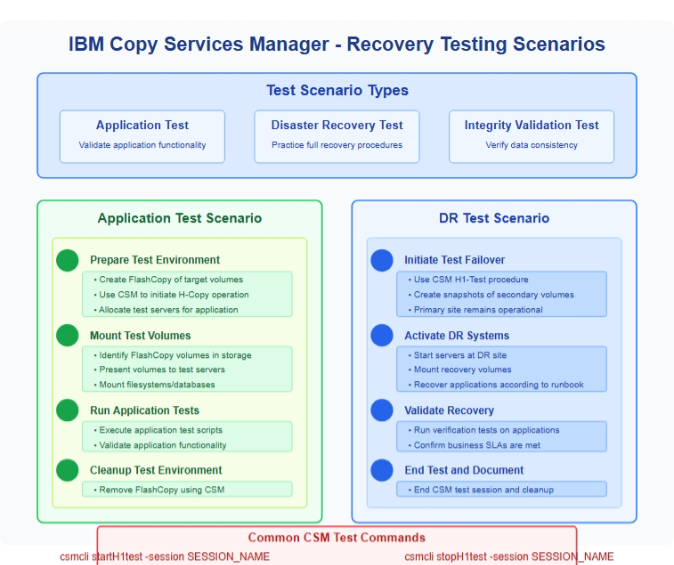 IBM Copy Services Manager - Recovery Testing Scenarios
Test Scenario Types
Application Test
Validate application functionality
Disaster Recovery Test
Practice full recovery procedures
Integrity Validation Test
Verify data consistency
Application Test Scenario
Prepare Test Environment
• Create FlashCopy of target volumes
• Use CSM to initiate H-Copy operation
• Allocate test servers for application
Mount Test Volumes
• Identify FlashCopy volumes in storage
• Present volumes to test servers
• Mount filesystems/databases
Run Application Tests
• Execute application test scripts
• Validate application functionality
Cleanup Test Environment
• Remove FlashCopy using CSM
DR Test Scenario
Initiate Test Failover
• Use CSM H1-Test procedure
• Create snapshots of secondary volumes
• Primary site remains operational
Activate DR Systems
• Start servers at DR site
• Mount recovery volumes
• Recover applications according to runbook
Validate Recovery
• Run verification tests on applications
• Confirm business SLAs are met
End Test and Document
• End CSM test session and cleanup
Common CSM Test Commands
csmcli startH1test -session SESSION_NAME
csmcli stopH1test -session SESSION_NAME